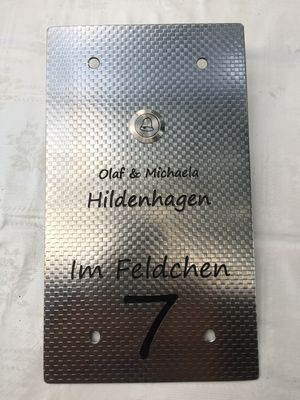 Olaf & Michaela
Hildenhagen
Im Feldchen
7